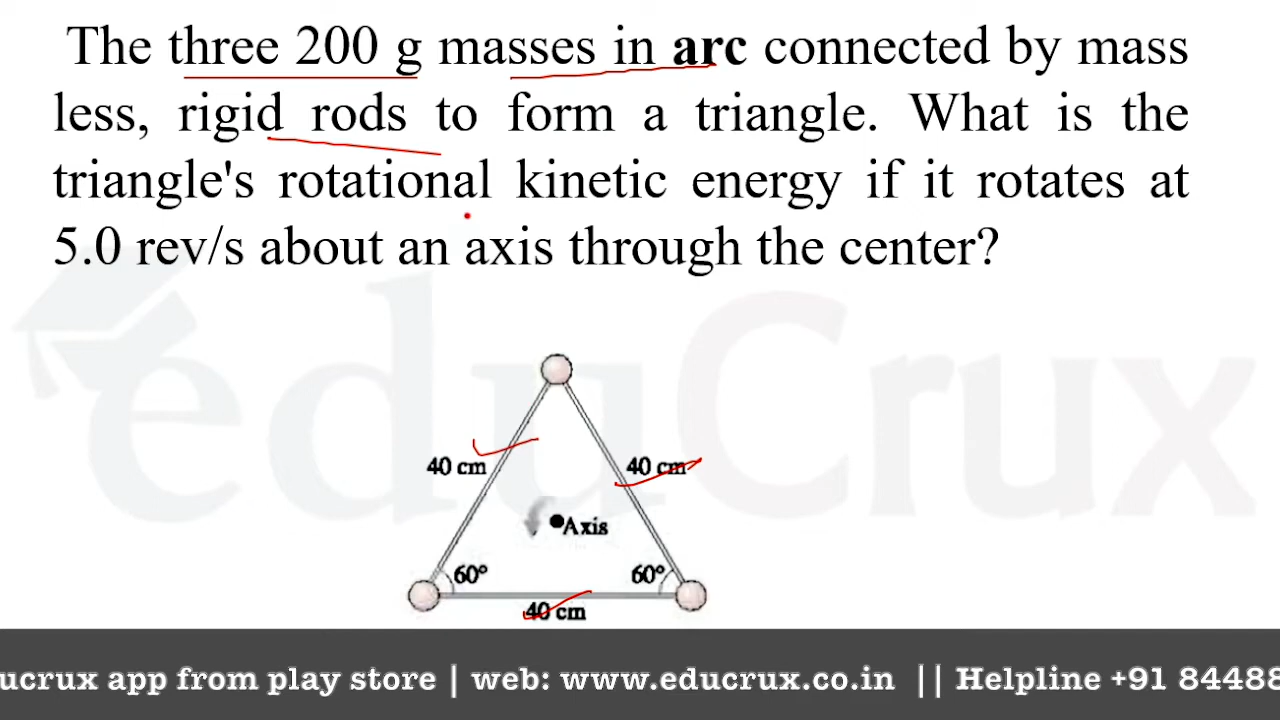 The three 200 g masses in arc connected by mass
less, rigid rods to form a triangle. What is the
triangle's rotational kinetic energy if it rotates at
5.0 rev/s about an axis through the center?
eduCrux
40 cm
40 cm
Axis
60°
60°
40 cm
ucrux app from play store | web: www.educrux.co.in || Helpline +91 8448